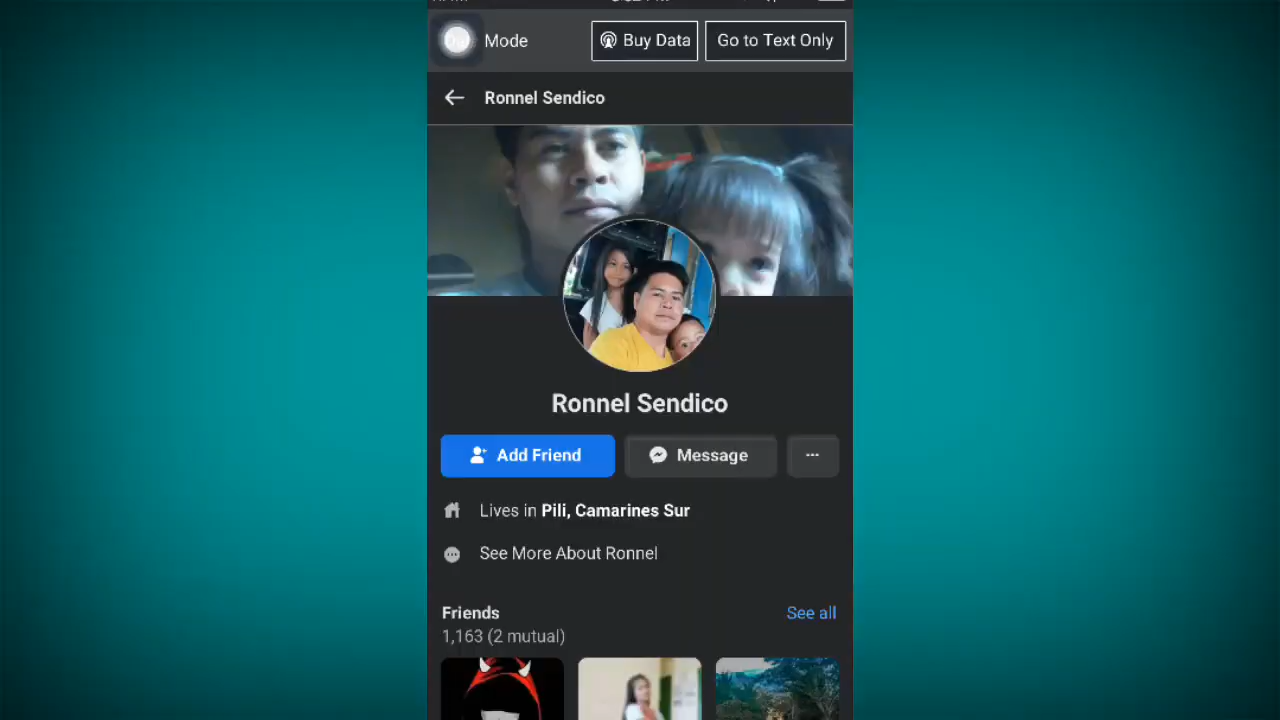 Mode
Buy Data
Go to Text Only
Ronnel Sendico
Ronnel Sendico
Add Friend
Message
Lives in Pili, Camarines Sur
See More About Ronnel
Friends
See all
1,163 (2 mutual)